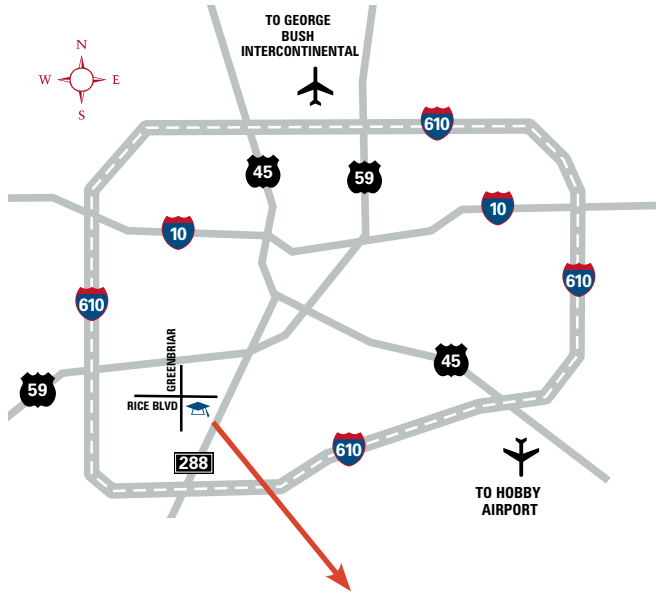 TO GEORGE
BUSH
INTERCONTINENTAL
N
W E
S
610
45
59
10
10
610
610
GREENBRIAR
45
59
RICE BLVD
288
610
TO HOBBY
AIRPORT